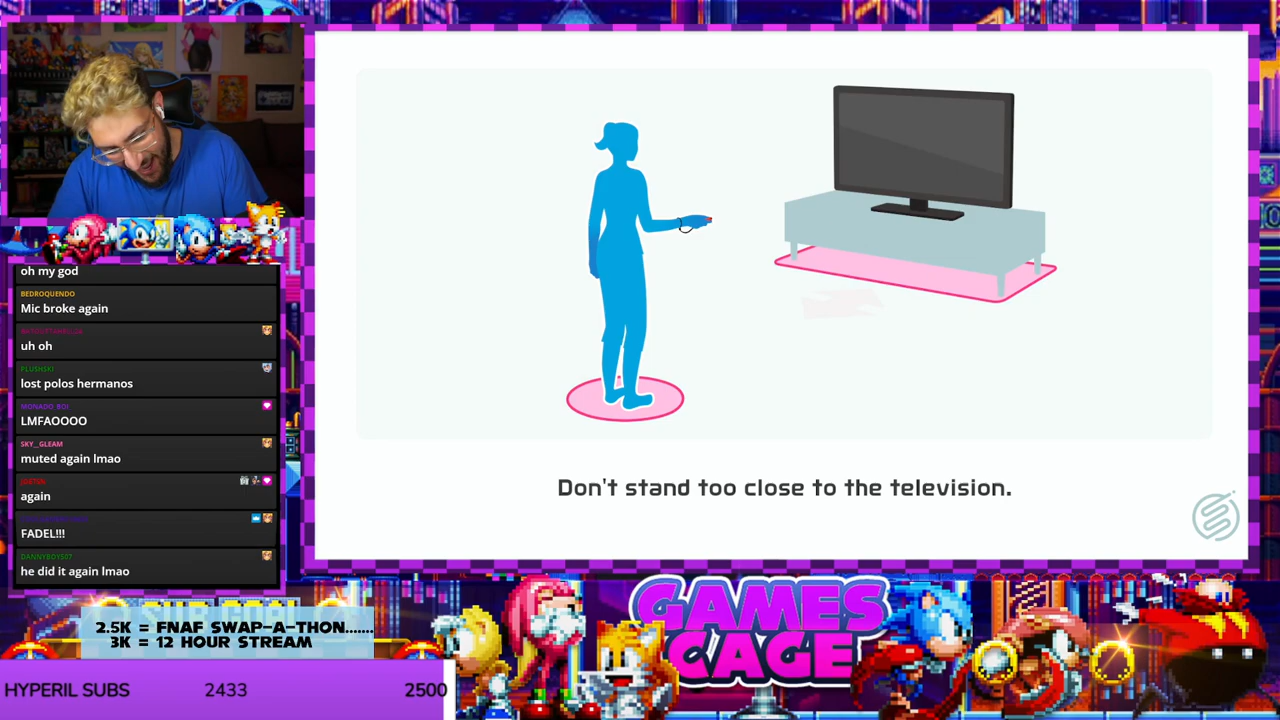 oh my god
BEDROQUENDO
Mic broke again
uh oh
PLUSHSKI
lost polos hermanos
MONADO BOI
LMFAOOOO
SKY_GLEAM
muted again lmao
again
FADEL!!!
DANNYBOYS07
he did it again lmao
Don't stand too close to the television.
2.5K = FNAF SWAP-A-THON.......
3K = 12 HOUR STREAM
HYPERIL SUBS 2433 2500
GAMES
CAGE